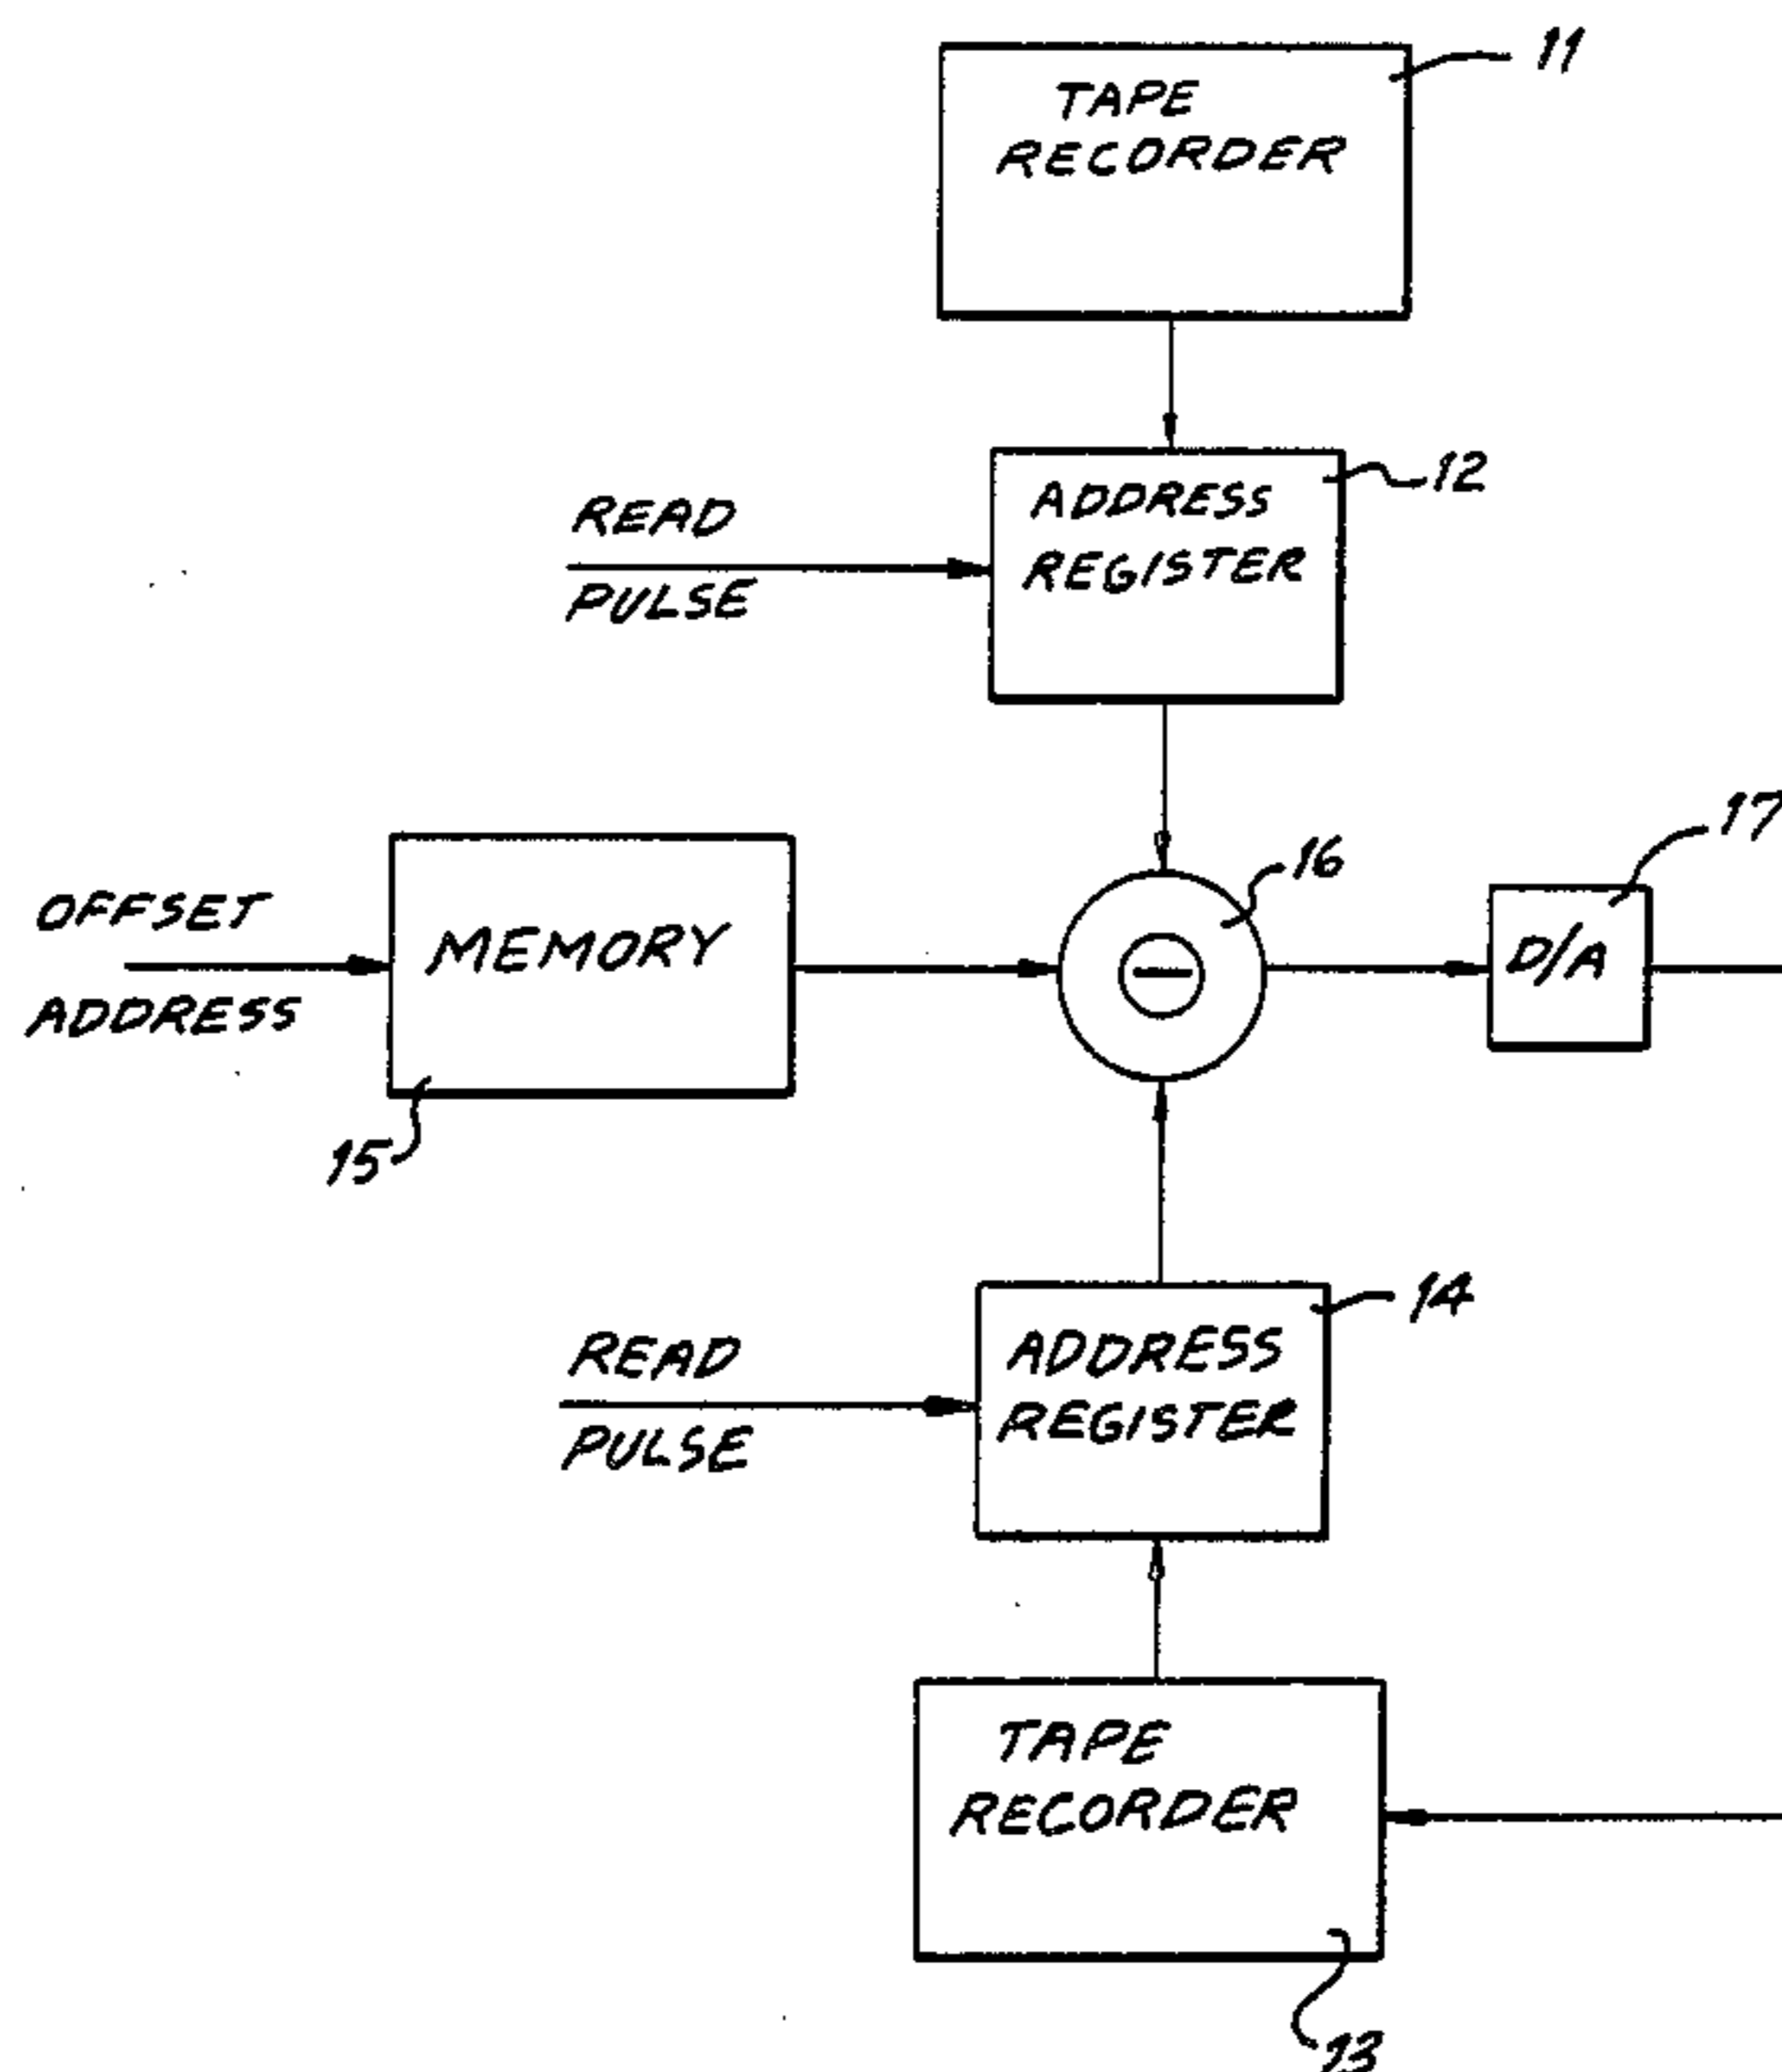 11
TAPE
RECORDER
12
READ
PULSE
ADDRESS
REGISTER
17
16
OFFSET
ADDRESS
MEMORY
D/A
15
14
READ
PULSE
ADDRESS
REGISTER
TAPE
RECORDER
13